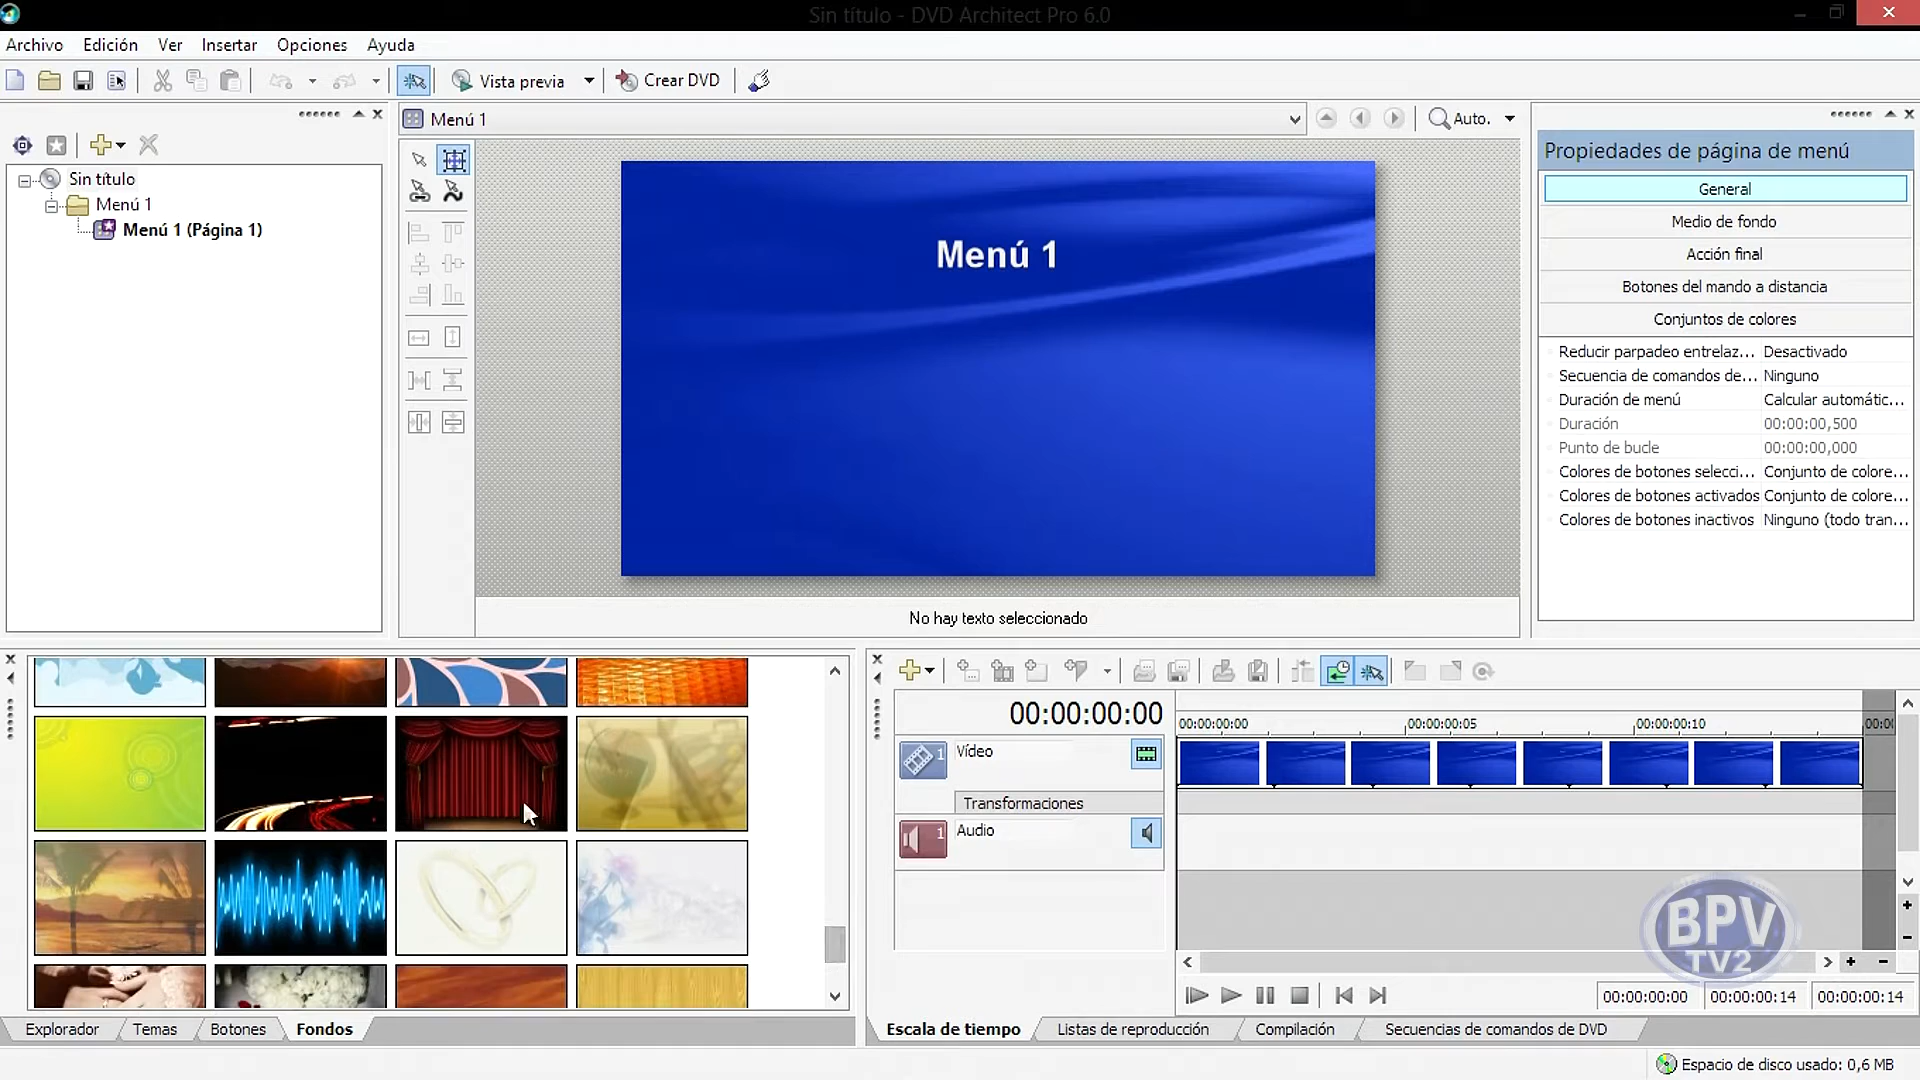 Sin título - DVD Architect Pro 6.0
Archivo Edición Ver Insertar Opciones Ayuda
Vista previa Crear DVD
Menú 1
Auto.
Sin título
Menú 1
Menú 1 (Página 1)
Menú 1
No hay texto seleccionado
Propiedades de página de menú
General
Medio de fondo
Acción final
Botones del mando a distancia
Conjuntos de colores
Reducir parpadeo entrelaz... Desactivado
Secuencia de comandos de... Ninguno
Duración de menú Calcular automátic...
Duración 00:00:00,500
Punto de bucle 00:00:00,000
Colores de botones selecci... Conjunto de colore...
Colores de botones activados Conjunto de colore...
Colores de botones inactivos Ninguno (todo tran...
Explorador Temas Botones Fondos
00:00:00:00
00:00:00:00 00:00:00:05 00:00:00:10 00:0
1 Vídeo
Transformaciones
1 Audio
BPV
TV2
00:00:00:00 00:00:00:14 00:00:00:14
Escala de tiempo Listas de reproducción Compilación Secuencias de comandos de DVD
Espacio de disco usado: 0,6 MB